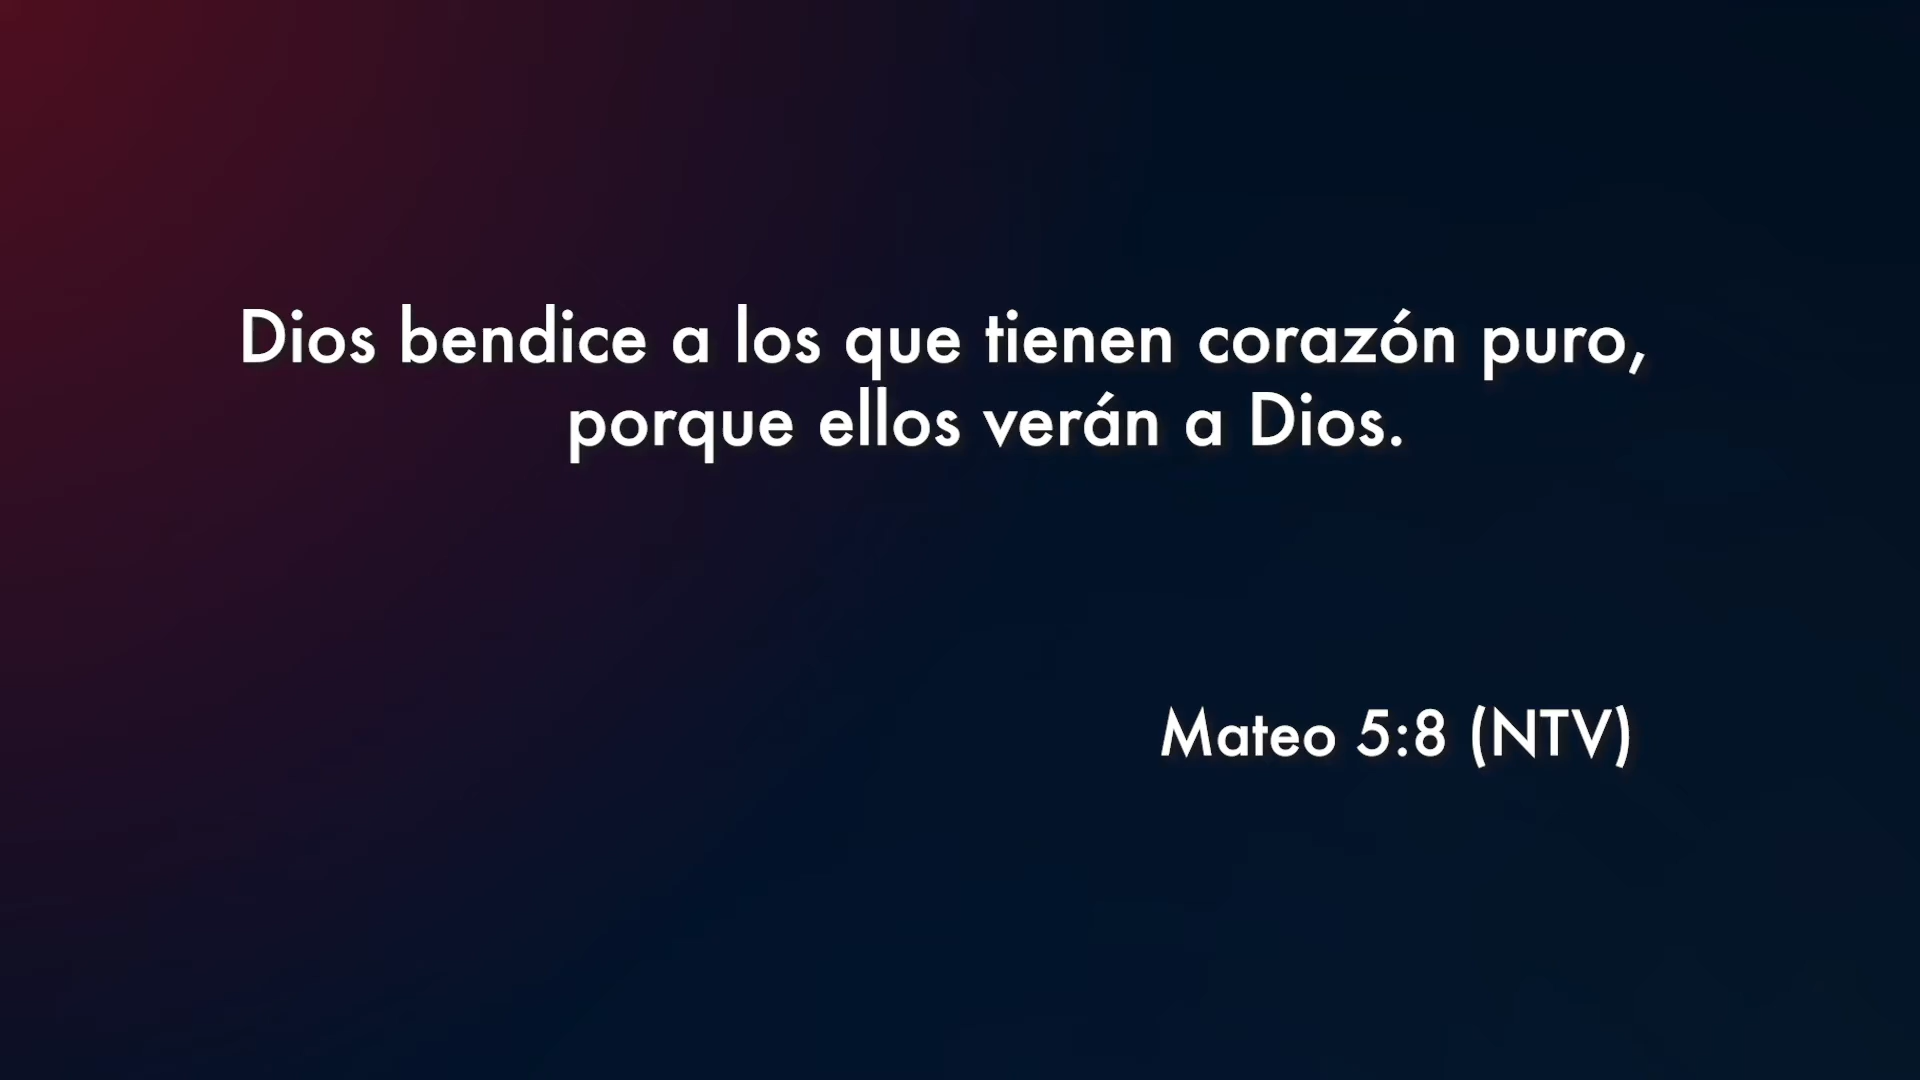 Dios bendice a los que tienen corazón puro,
porque ellos verán a Dios.
Mateo 5:8 (NTV)